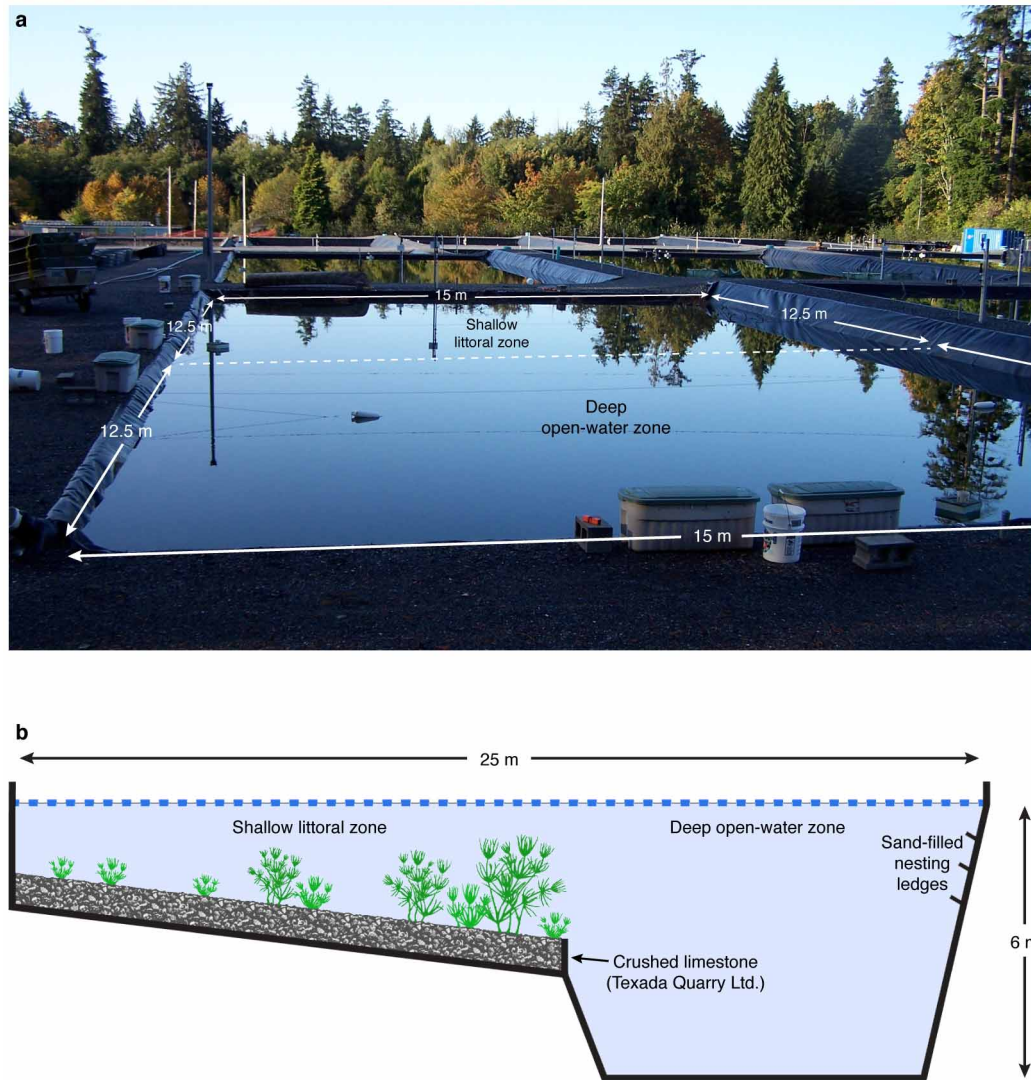 a
15 m
12.5 m
12.5 m
Shallow
littoral zone
Deep
open-water zone
12.5 m
15 m
b
25 m
Shallow littoral zone
Deep open-water zone
Sand-filled
nesting
ledges
6 m
Crushed limestone
(Texada Quarry Ltd.)